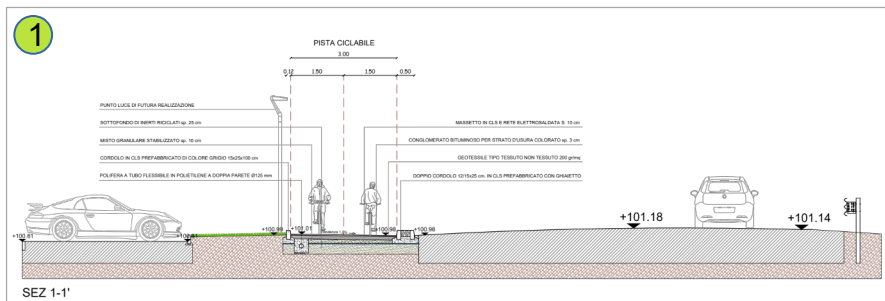 1
PISTA CICLABILE
3.00
0.12 1.50 1.50 0.50
PUNTO LUCE DI FUTURA REALIZZAZIONE
SOTTOFONDO DI INERTI RICICLATI sp. 25 cm
MISTO GRANULARE STABILIZZATO sp. 10 cm
CORDOLO IN CLS PREFABBRICATO DI COLORE GRIGIO 15x25x100 cm
POLIFERA A TUBO FLESSIBILE IN POLIETILENE A DOPPIA PARETE Ø125 mm
MASSETTO IN CLS E RETE ELETTROSALDATA S. 10 cm
CONGLOMERATO BITUMINOSO PER STRATO D'USURA COLORATO sp. 3 cm
GEOTESSILE TIPO TESSUTO NON TESSUTO 200 gr/mq
DOPPIO CORDOLO 12/15x25 cm. IN CLS PREFABBRICATO CON GHIAIETTO
+100.81 +100.99 +101.01 +100.98 +100.98 +101.18 +101.14
SEZ 1-1'